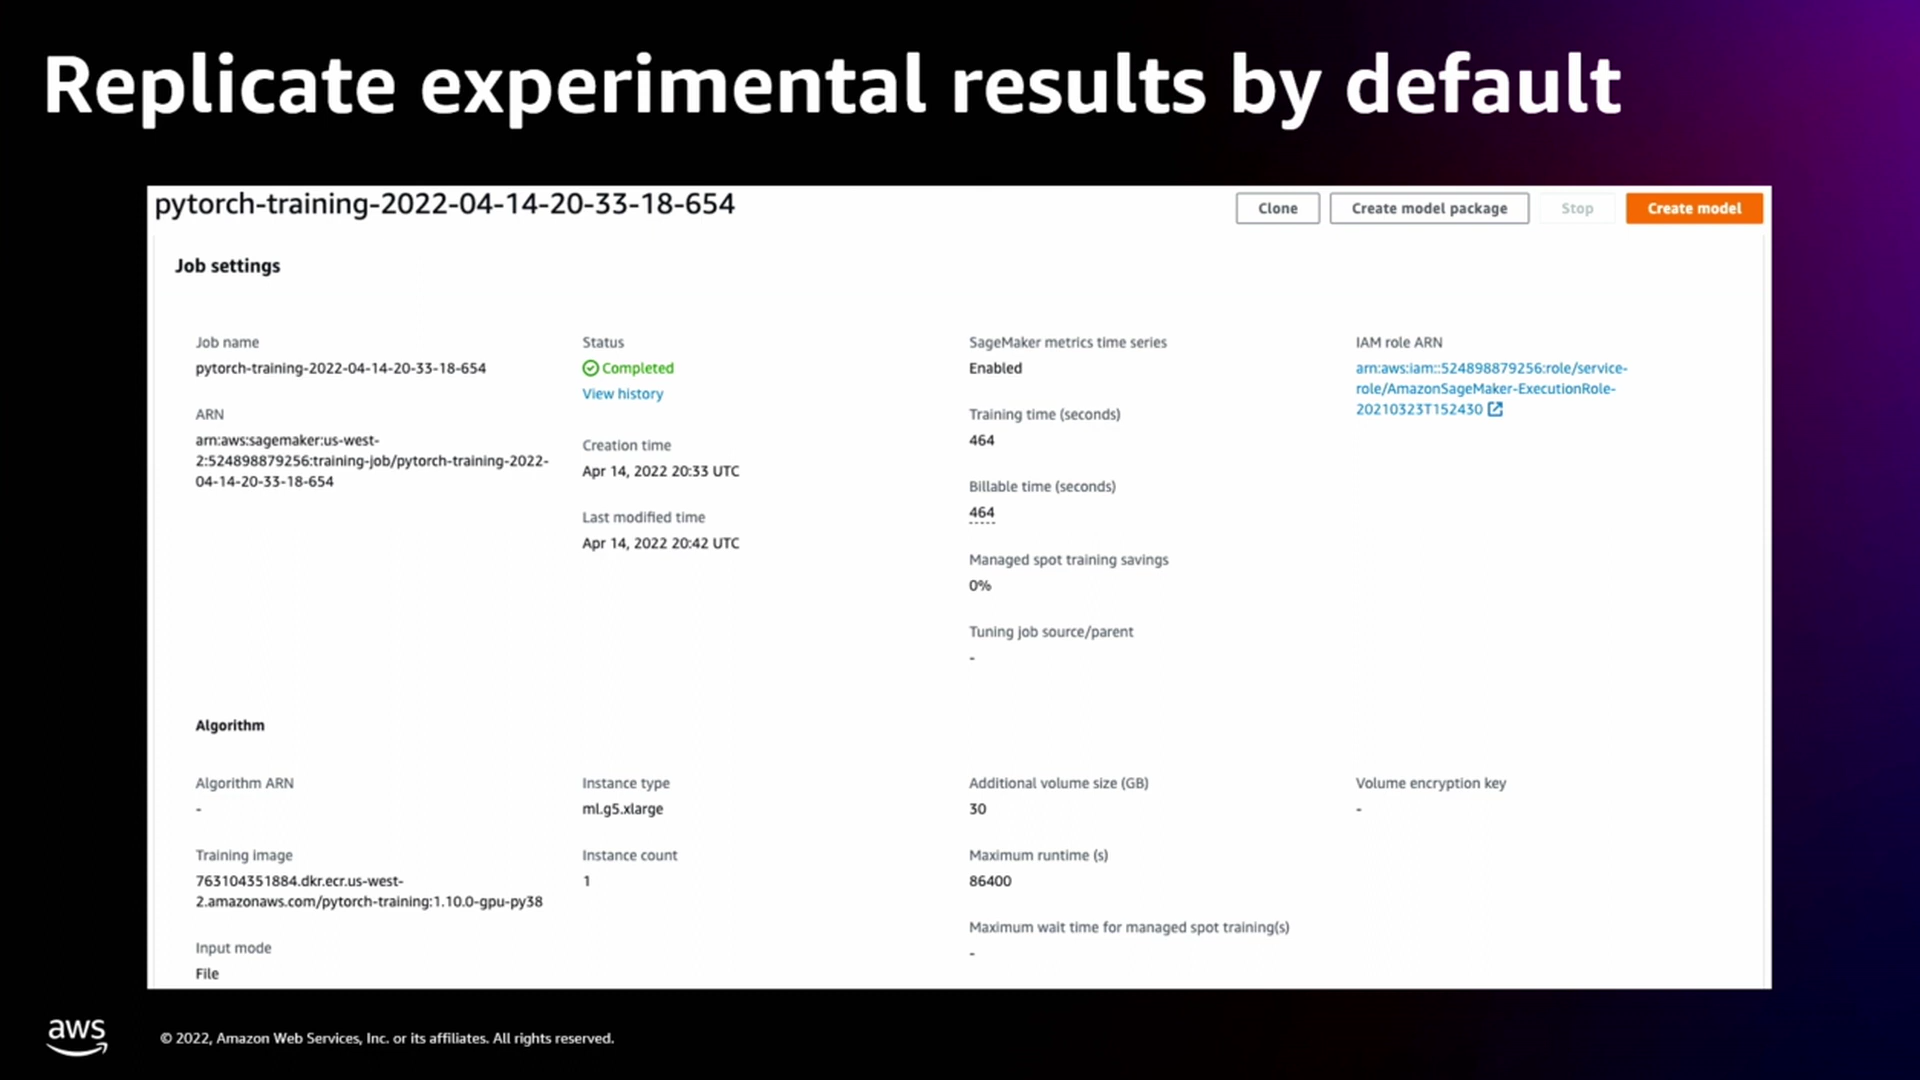 Replicate experimental results by default
pytorch-training-2022-04-14-20-33-18-654
Clone
Create model package
Stop
Create model
Job settings
Job name
pytorch-training-2022-04-14-20-33-18-654
ARN
arn:aws:sagemaker:us-west-
2:524898879256:training-job/pytorch-training-2022-
04-14-20-33-18-654
Status
Completed
View history
Creation time
Apr 14, 2022 20:33 UTC
Last modified time
Apr 14, 2022 20:42 UTC
SageMaker metrics time series
Enabled
Training time (seconds)
464
Billable time (seconds)
464
Managed spot training savings
0%
Tuning job source/parent
-
IAM role ARN
arn:aws:iam::524898879256:role/service-
role/AmazonSageMaker-ExecutionRole-
20210323T152430
Algorithm
Algorithm ARN
-
Training image
763104351884.dkr.ecr.us-west-
2.amazonaws.com/pytorch-training:1.10.0-gpu-py38
Input mode
File
Instance type
ml.g5.xlarge
Instance count
1
Additional volume size (GB)
30
Maximum runtime (s)
86400
Maximum wait time for managed spot training(s)
-
Volume encryption key
-
aws
© 2022, Amazon Web Services, Inc. or its affiliates. All rights reserved.